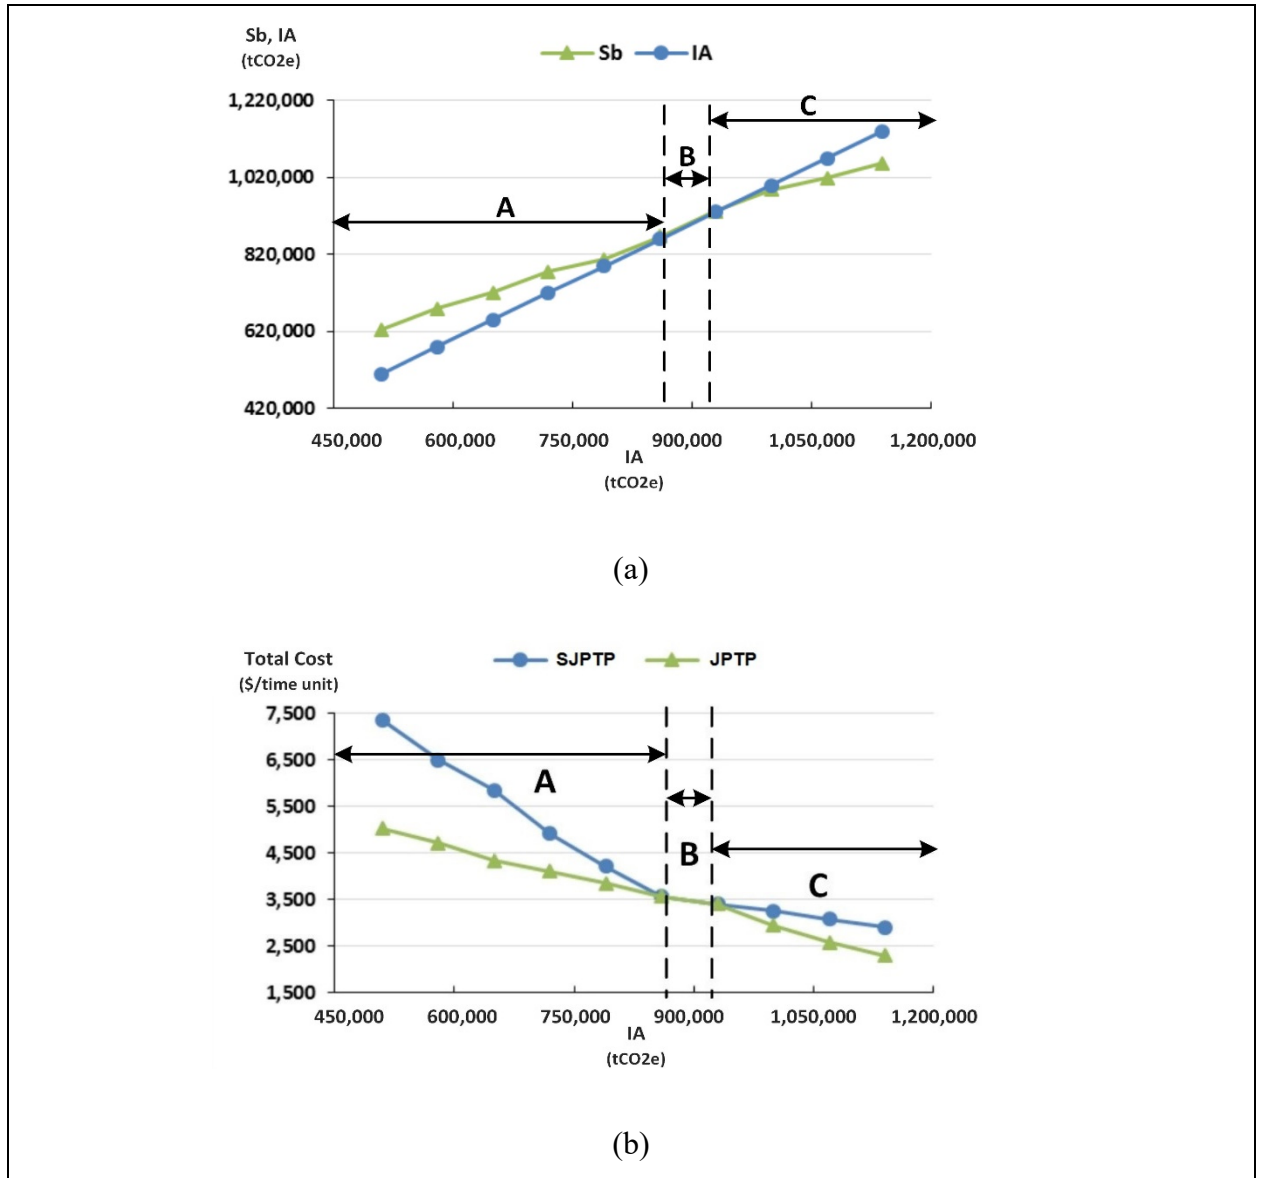 Sb, IA
(tCO2e)
Sb IA
1,220,000
C
1,020,000
B
A
820,000
620,000
420,000
450,000 600,000 750,000 900,000 1,050,000 1,200,000
IA
(tCO2e)
(a)
Total Cost
($/time unit)
SJPTP JPTP
7,500
6,500
A
5,500
4,500
B
C
3,500
2,500
1,500
450,000 600,000 750,000 900,000 1,050,000 1,200,000
IA
(tCO2e)
(b)